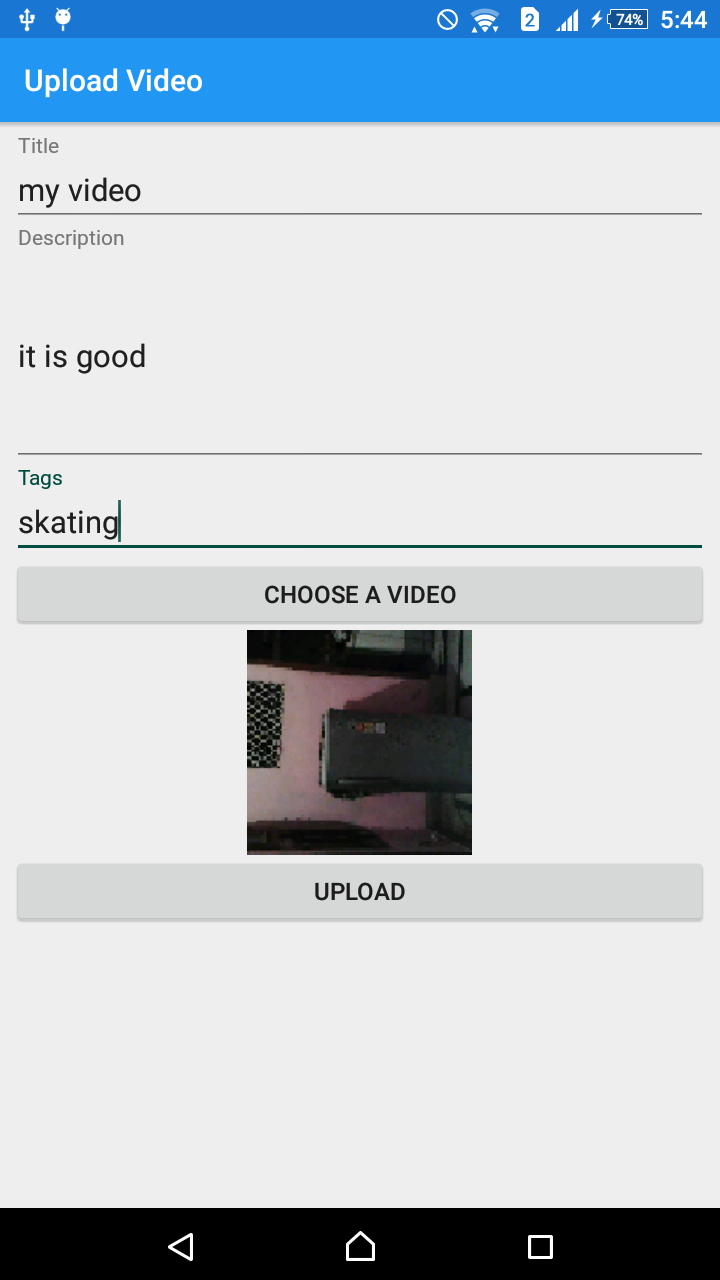 2 74% 5:44
Upload Video
Title
my video
Description
it is good
Tags
skating
CHOOSE A VIDEO
UPLOAD